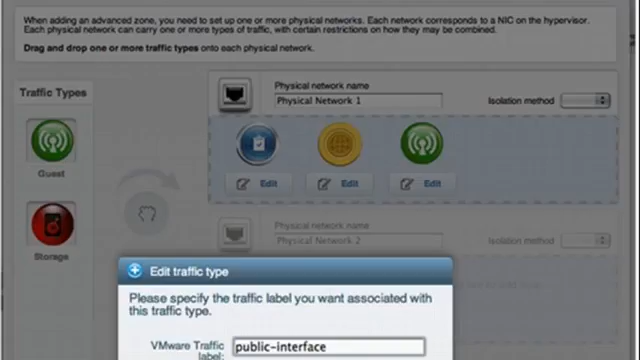 When adding an advanced zone, you need to set up one or more physical networks. Each network corresponds to a NIC on the hypervisor.
Each physical network can carry one or more types of traffic, with certain restrictions on how they may be combined.
Drag and drop one or more traffic types onto each physical network.
Traffic Types
Physical network name
Physical Network 1
Isolation method
Guest
Edit
Edit
Edit
Storage
Physical network name
Physical Network 2
Isolation method
Edit traffic type
Please specify the traffic label you want associated with
this traffic type.
VMware Traffic
label:
public-interface